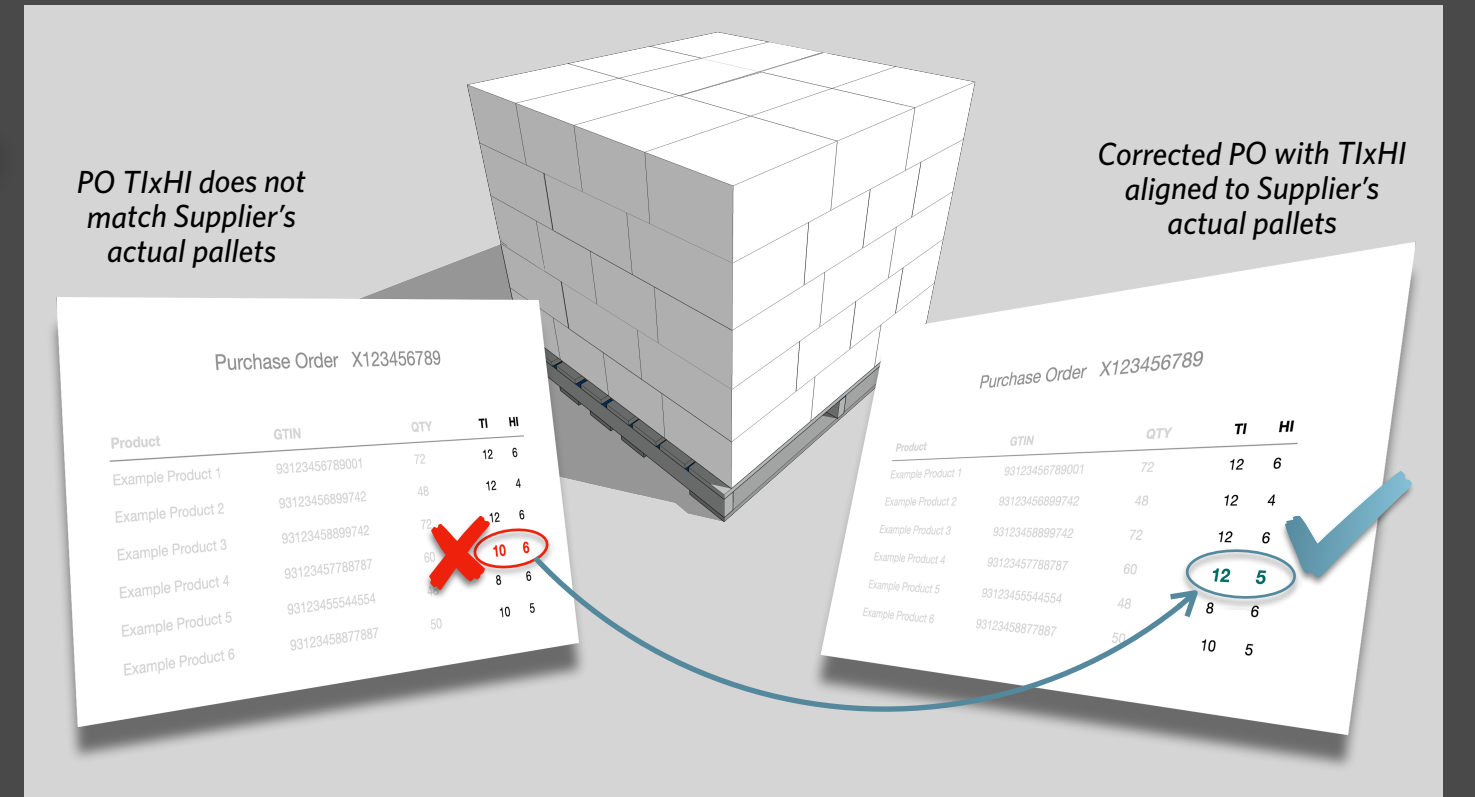 PO TIxHI does not
match Supplier's
actual pallets
Corrected PO with TIxHI
aligned to Supplier's
actual pallets
Purchase Order X123456789
Product GTIN QTY TI HI
Example Product 1 93123456789001 72 12 6
Example Product 2 93123456899742 48 12 4
Example Product 3 93123458899742 72 12 6
Example Product 4 93123457788787 60 10 6
Example Product 5 93123455544554 48 8 6
Example Product 6 93123458877887 50 10 5
Purchase Order X123456789
Product GTIN QTY TI HI
Example Product 1 93123456789001 72 12 6
Example Product 2 93123456899742 48 12 4
Example Product 3 93123458899742 72 12 6
Example Product 4 93123457788787 60 12 5
Example Product 5 93123455544554 48 8 6
Example Product 6 93123458877887 50 10 5